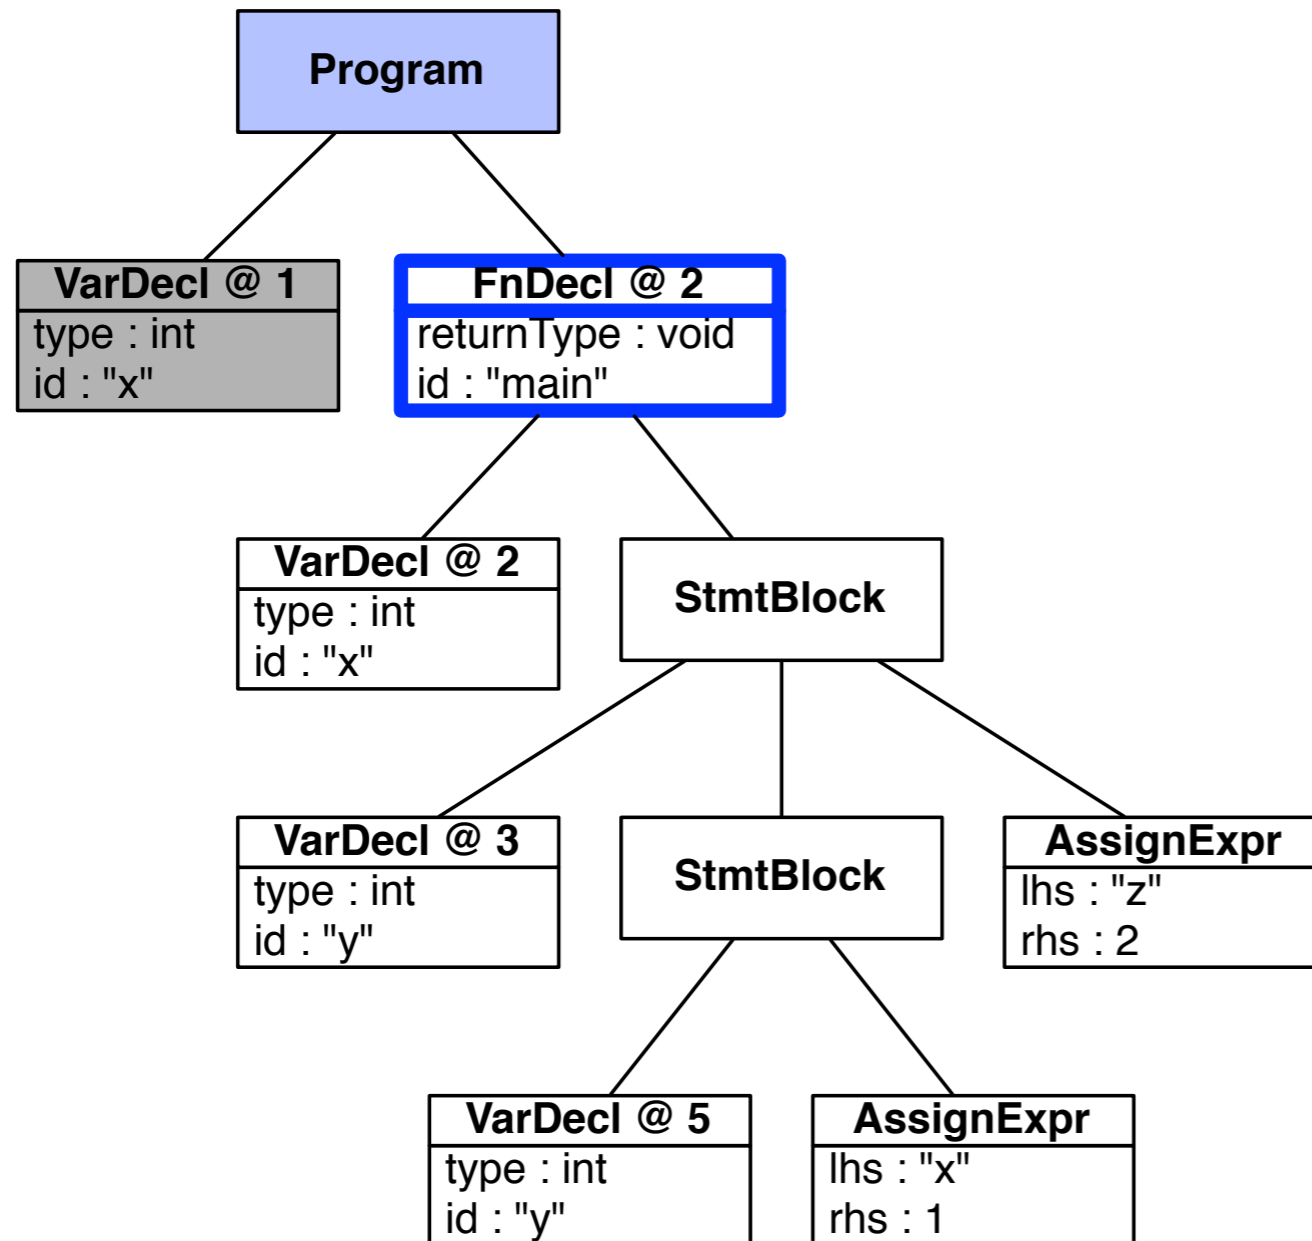 Program
VarDecl @ 1
type : int
id : "x"
FnDecl @ 2
returnType : void
id : "main"
VarDecl @ 2
type : int
id : "x"
StmtBlock
VarDecl @ 3
type : int
id : "y"
StmtBlock
AssignExpr
lhs : "z"
rhs : 2
VarDecl @ 5
type : int
id : "y"
AssignExpr
lhs : "x"
rhs : 1